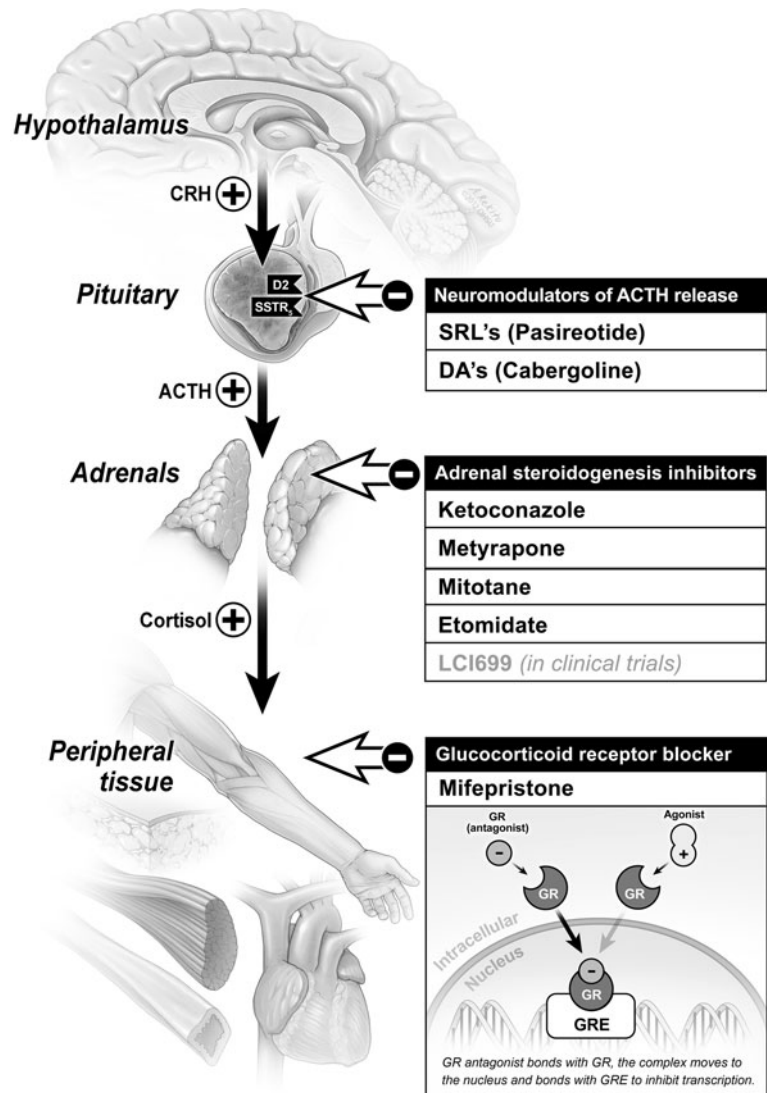 Hypothalamus
CRH
+
Pituitary
D2
SSTR5
-
Neuromodulators of ACTH release
SRL's (Pasireotide)
DA's (Cabergoline)
ACTH
+
Adrenals
-
Adrenal steroidogenesis inhibitors
Ketoconazole
Metyrapone
Mitotane
Etomidate
LCI699 (in clinical trials)
Cortisol
+
Peripheral
tissue
-
Glucocorticoid receptor blocker
Mifepristone
GR
(antagonist)
-
GR
Agonist
+
GR
Intracellular
Nucleus
-
GR
GRE
GR antagonist bonds with GR, the complex moves to
the nucleus and bonds with GRE to inhibit transcription.